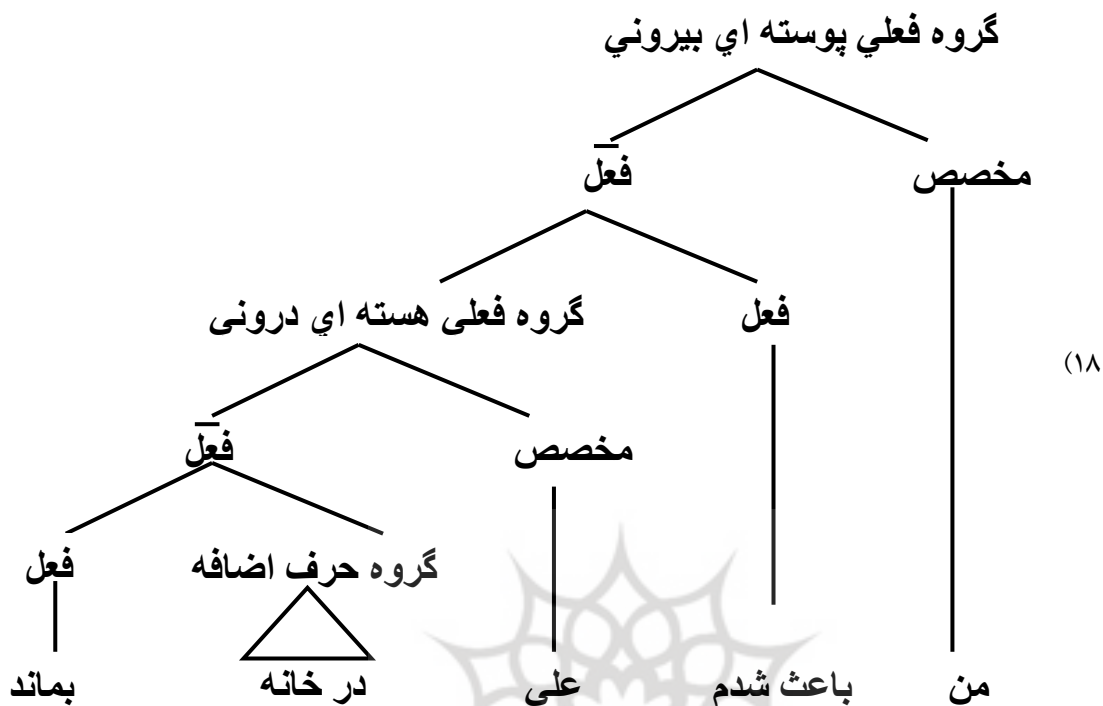 گروه فعلي پوسته اي بيروني
مخصص فعل̅
فعل گروه فعلی هسته اي درونی
(۱۸
مخصص فعل̅
گروه حرف اضافه فعل
من باعث شدم علی در خانه بماند